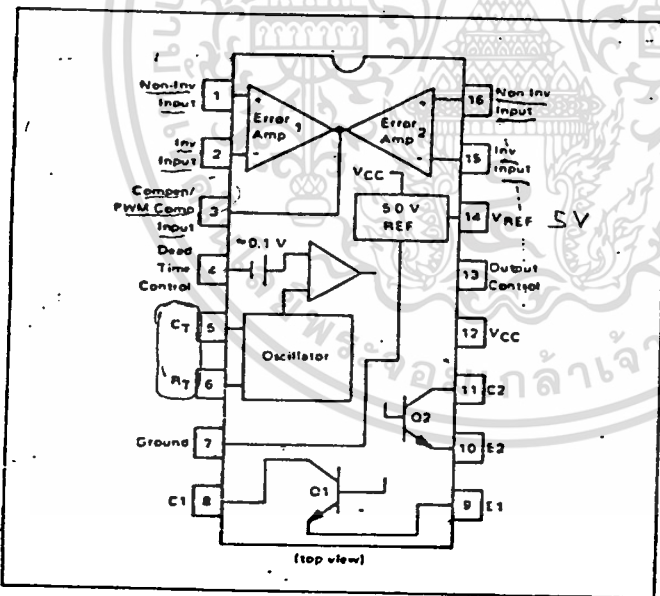 Non-Inv
Input
1
+
Error
Amp 1
-
Inv
Input
2
Compen/
PWM Comp
Input
3
≈0.1 V
Dead
Time
Control
4
CT
5
RT
6
Oscillator
Ground
7
C1
8
Q1
+
Error
Amp 2
-
16
Non-Inv
Input
15
Inv
Input
VCC
5.0 V
REF
14
VREF
5V
13
Output
Control
12
VCC
11
C2
Q2
10
E2
9
E1
(top view)